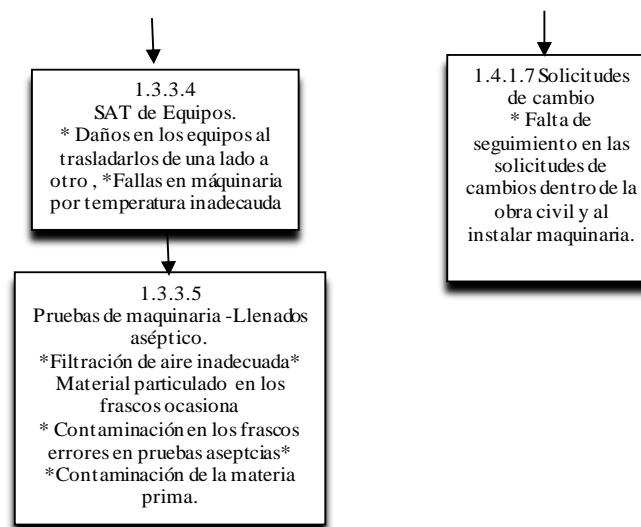 1.3.3.4
SAT de Equipos.
* Daños en los equipos al
trasladarlos de una lado a
otro , *Fallas en máquinaria
por temperatura inadecauda
1.3.3.5
Pruebas de maquinaria -Llenados
aséptico.
*Filtración de aire inadecuada*
Material particulado en los
frascos ocasiona
* Contaminación en los frascos
errores en pruebas aseptcias*
*Contaminación de la materia
prima.
1.4.1.7 Solicitudes
de cambio
* Falta de
seguimiento en las
solicitudes de
cambios dentro de la
obra civil y al
instalar maquinaria.